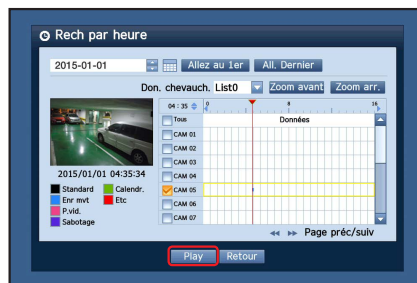 Rech par heure
2015-01-01 Allez au 1er All. Dernier
Don. chevauch. List0 Zoom avant Zoom arr.
04 : 35 0 8 16
Tous Données
CAM 01
CAM 02
CAM 03
CAM 04
CAM 05
CAM 06
CAM 07
2015/01/01 04:35:34
Standard Calendr.
Enr mvt Etc
P.vid.
Sabotage
Page préc/suiv
Play Retour